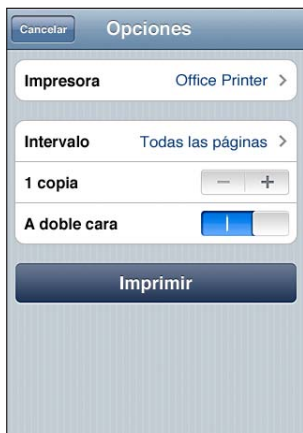 Cancelar Opciones
Impresora Office Printer
Intervalo Todas las páginas
1 copia
A doble cara
Imprimir